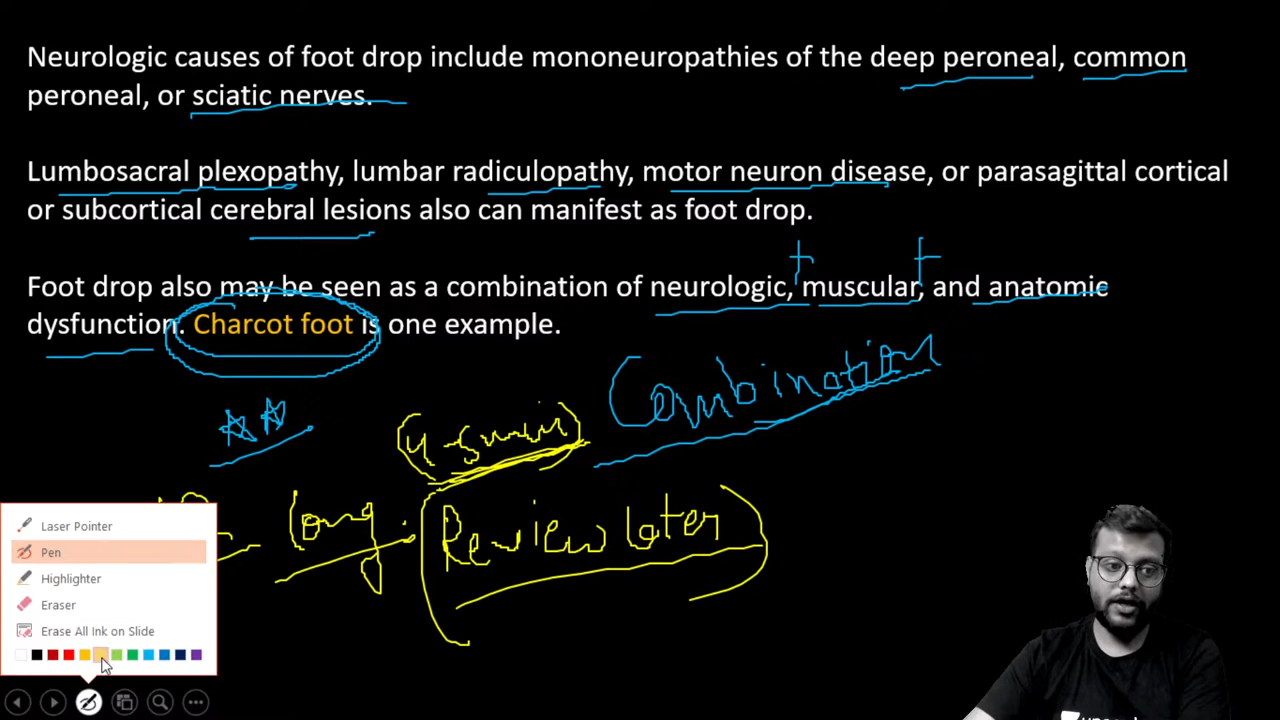 Neurologic causes of foot drop include mononeuropathies of the deep peroneal, common
peroneal, or sciatic nerves.
Lumbosacral plexopathy, lumbar radiculopathy, motor neuron disease, or parasagittal cortical
or subcortical cerebral lesions also can manifest as foot drop.
Foot drop also may be seen as a combination of neurologic, muscular, and anatomic
dysfunction. Charcot foot is one example.
Combination
long
Review later
Laser Pointer
Pen
Highlighter
Eraser
Erase All Ink on Slide